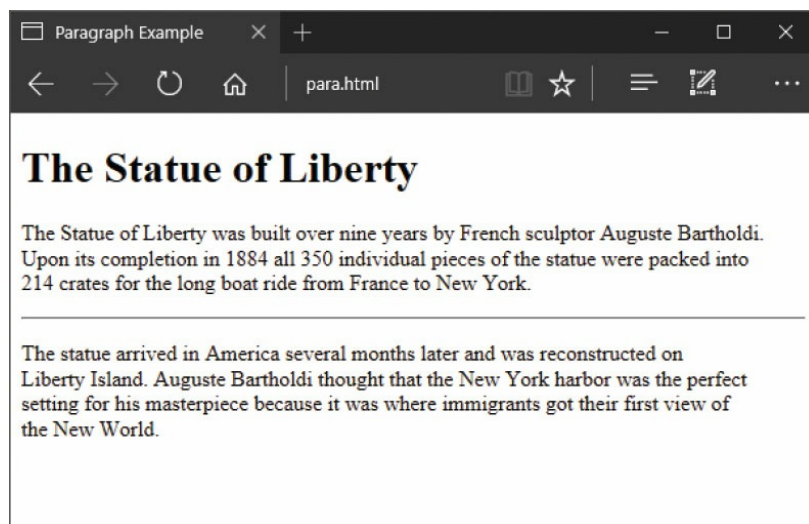 Paragraph Example
para.html
The Statue of Liberty
The Statue of Liberty was built over nine years by French sculptor Auguste Bartholdi.
Upon its completion in 1884 all 350 individual pieces of the statue were packed into
214 crates for the long boat ride from France to New York.
The statue arrived in America several months later and was reconstructed on
Liberty Island. Auguste Bartholdi thought that the New York harbor was the perfect
setting for his masterpiece because it was where immigrants got their first view of
the New World.